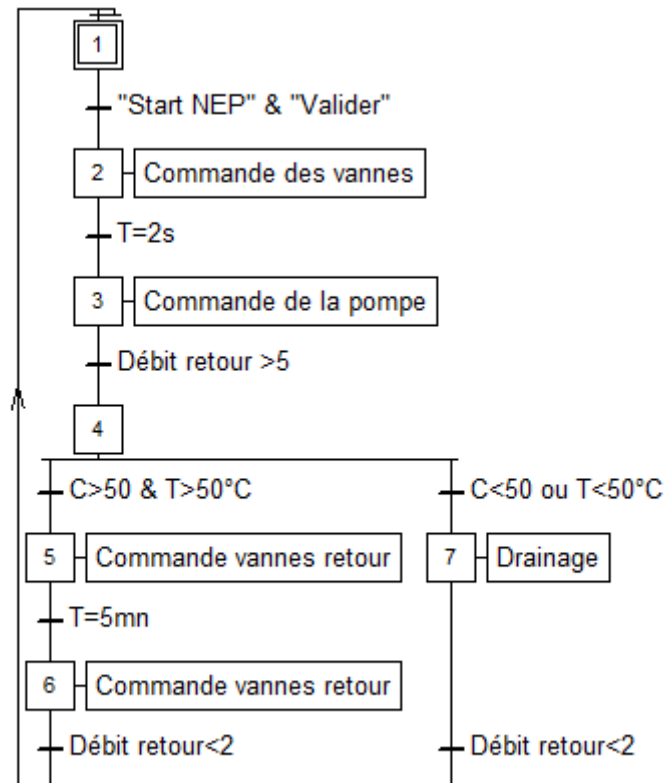 1
"Start NEP" & "Valider"
2
Commande des vannes
T=2s
3
Commande de la pompe
Débit retour >5
4
C>50 & T>50°C
C<50 ou T<50°C
5
Commande vannes retour
7
Drainage
T=5mn
6
Commande vannes retour
Débit retour<2
Débit retour<2